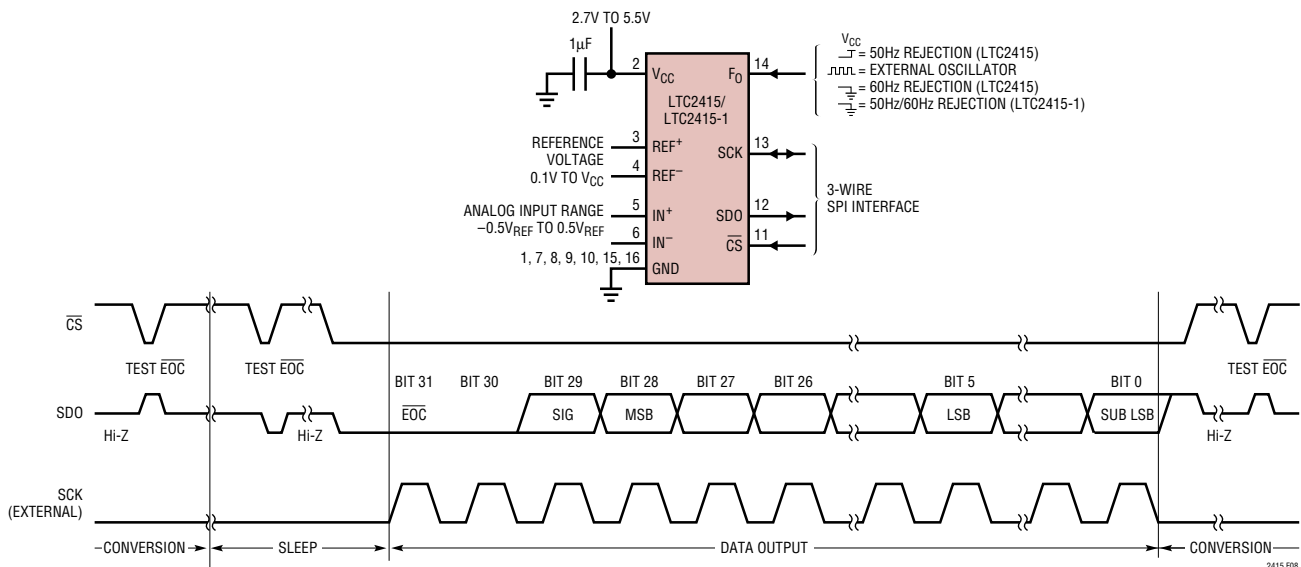 2.7V TO 5.5V
1µF
2
VCC
FO
14
LTC2415/
LTC2415-1
VCC
= 50Hz REJECTION (LTC2415)
= EXTERNAL OSCILLATOR
= 60Hz REJECTION (LTC2415)
= 50Hz/60Hz REJECTION (LTC2415-1)
REFERENCE
VOLTAGE
0.1V TO VCC
3
REF+
4
REF–
SCK
13
ANALOG INPUT RANGE
–0.5VREF TO 0.5VREF
5
IN+
6
IN–
SDO
12
CS
11
3-WIRE
SPI INTERFACE
1, 7, 8, 9, 10, 15, 16
GND
CS
TEST EOC
TEST EOC
TEST EOC
BIT 31
BIT 30
BIT 29
BIT 28
BIT 27
BIT 26
BIT 5
BIT 0
SDO
EOC
SIG
MSB
LSB
SUB LSB
Hi-Z
Hi-Z
Hi-Z
SCK
(EXTERNAL)
CONVERSION
SLEEP
DATA OUTPUT
CONVERSION
2415 F08